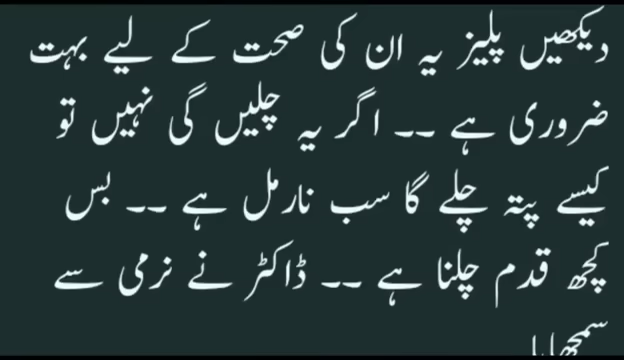 دیکھیں پلیز یہ ان کی صحت کے لیے بہت
ضروری ہے ۔۔ اگر یہ چلیں گی نہیں تو
کیسے پتہ چلے گا سب نارمل ہے ۔۔ بس
کچھ قدم چلنا ہے ۔۔ ڈاکٹر نے نرمی سے
سمجھایا